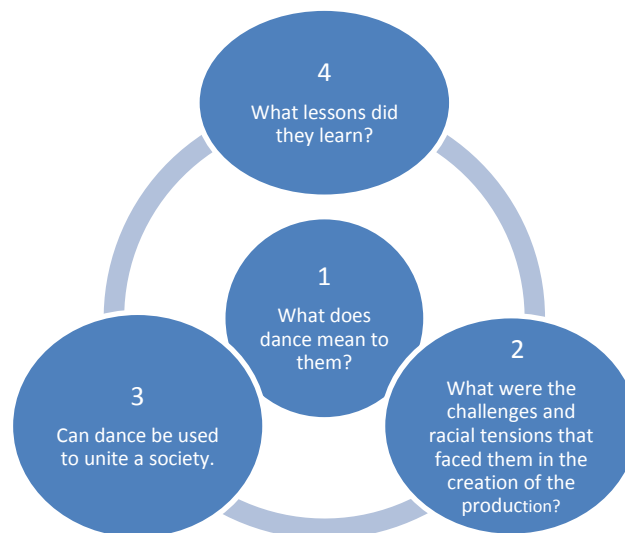 4
What lessons did
they learn?
1
What does
dance mean to
them?
2
What were the
challenges and
racial tensions that
faced them in the
creation of the
production?
3
Can dance be used
to unite a society.